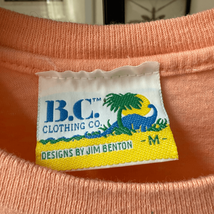 B.C.™
CLOTHING CO.
DESIGNS BY JIM BENTON
-M-